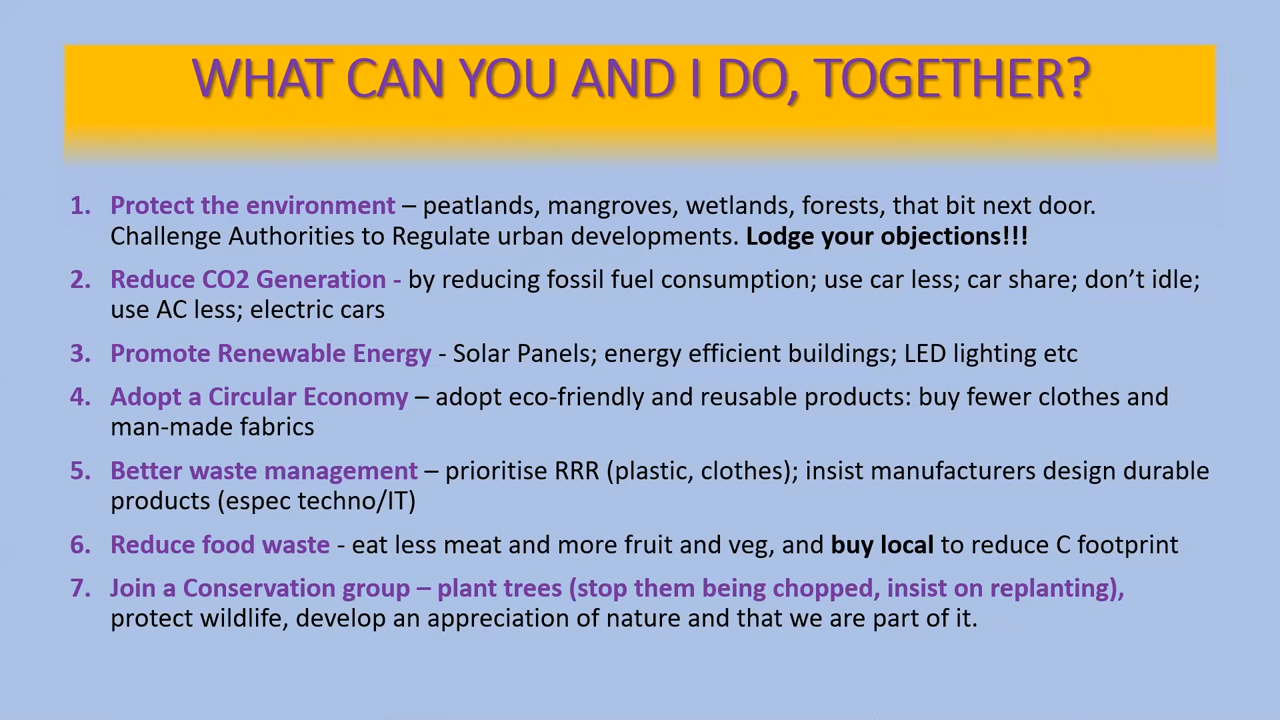 WHAT CAN YOU AND I DO, TOGETHER?
1. Protect the environment – peatlands, mangroves, wetlands, forests, that bit next door.
Challenge Authorities to Regulate urban developments. Lodge your objections!!!
2. Reduce CO2 Generation - by reducing fossil fuel consumption; use car less; car share; don’t idle;
use AC less; electric cars
3. Promote Renewable Energy - Solar Panels; energy efficient buildings; LED lighting etc
4. Adopt a Circular Economy – adopt eco-friendly and reusable products: buy fewer clothes and
man-made fabrics
5. Better waste management – prioritise RRR (plastic, clothes); insist manufacturers design durable
products (espec techno/IT)
6. Reduce food waste - eat less meat and more fruit and veg, and buy local to reduce C footprint
7. Join a Conservation group – plant trees (stop them being chopped, insist on replanting),
protect wildlife, develop an appreciation of nature and that we are part of it.